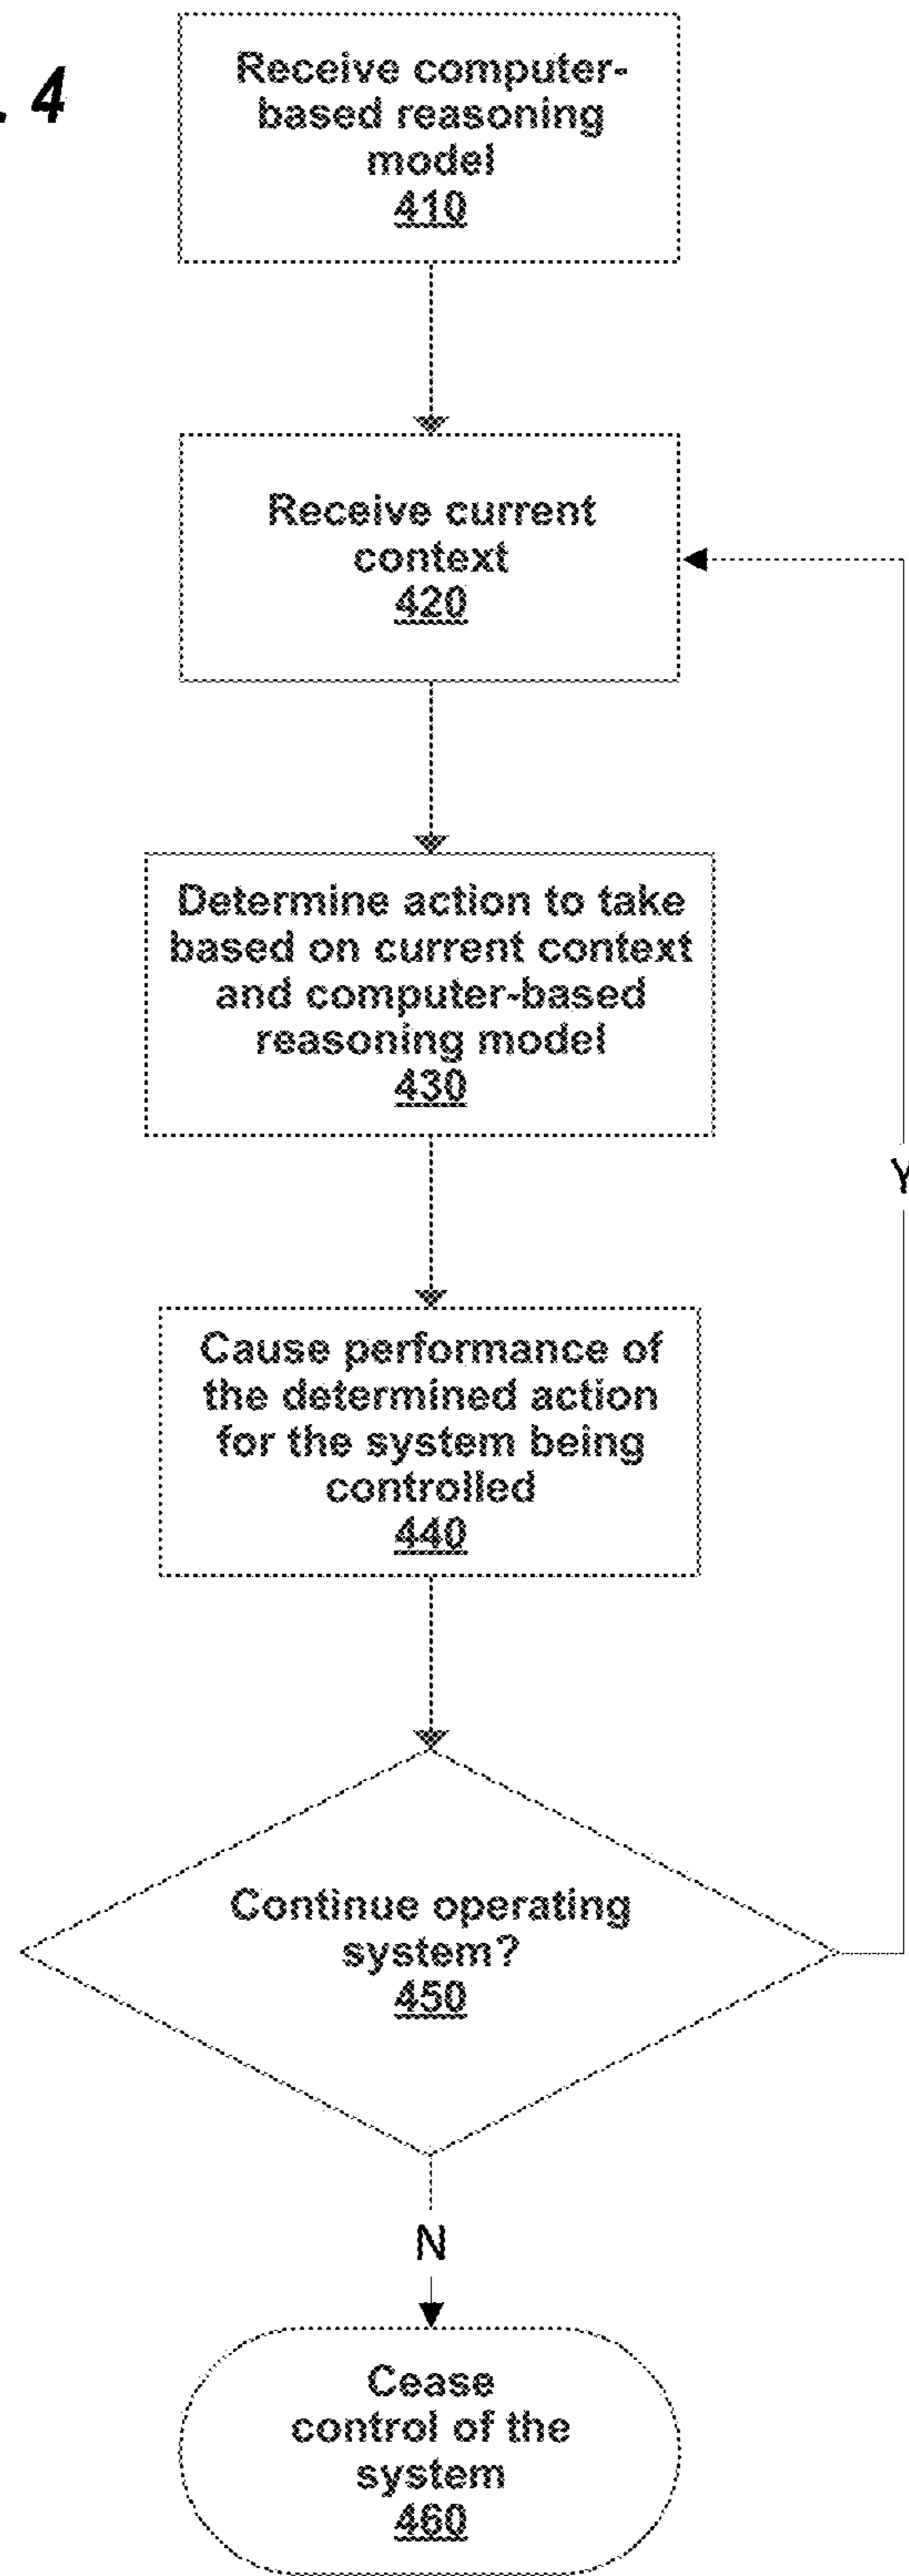 . 4
Receive computer-
based reasoning
model
410
Receive current
context
420
Determine action to take
based on current context
and computer-based
reasoning model
430
Y
Cause performance of
the determined action
for the system being
controlled
440
Continue operating
system?
450
N
Cease
control of the
system
460